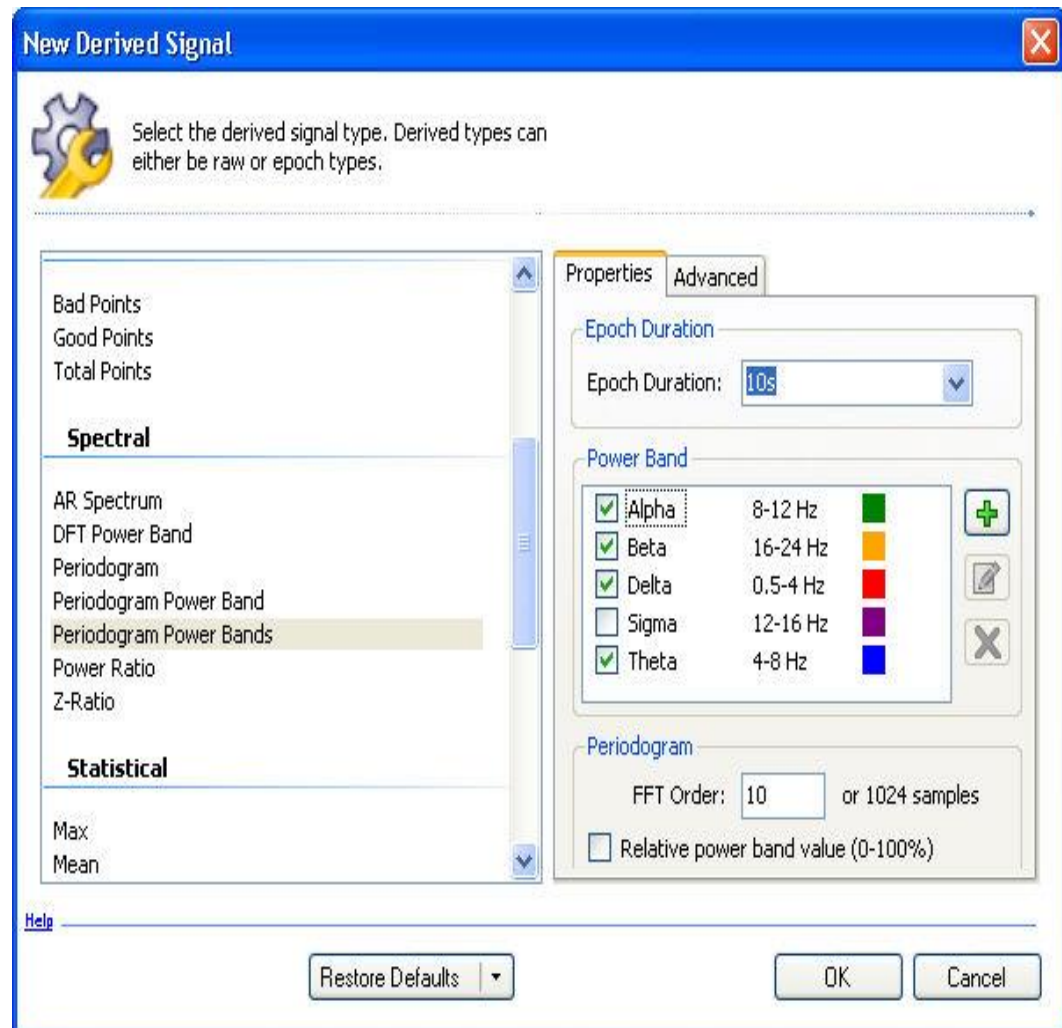 New Derived Signal
Select the derived signal type. Derived types can
either be raw or epoch types.
Bad Points
Good Points
Total Points
Spectral
AR Spectrum
DFT Power Band
Periodogram
Periodogram Power Band
Periodogram Power Bands
Power Ratio
Z-Ratio
Statistical
Max
Mean
Properties
Advanced
Epoch Duration
Epoch Duration: 10s
Power Band
Alpha 8-12 Hz
Beta 16-24 Hz
Delta 0.5-4 Hz
Sigma 12-16 Hz
Theta 4-8 Hz
Periodogram
FFT Order: 10 or 1024 samples
Relative power band value (0-100%)
Help
Restore Defaults
OK
Cancel